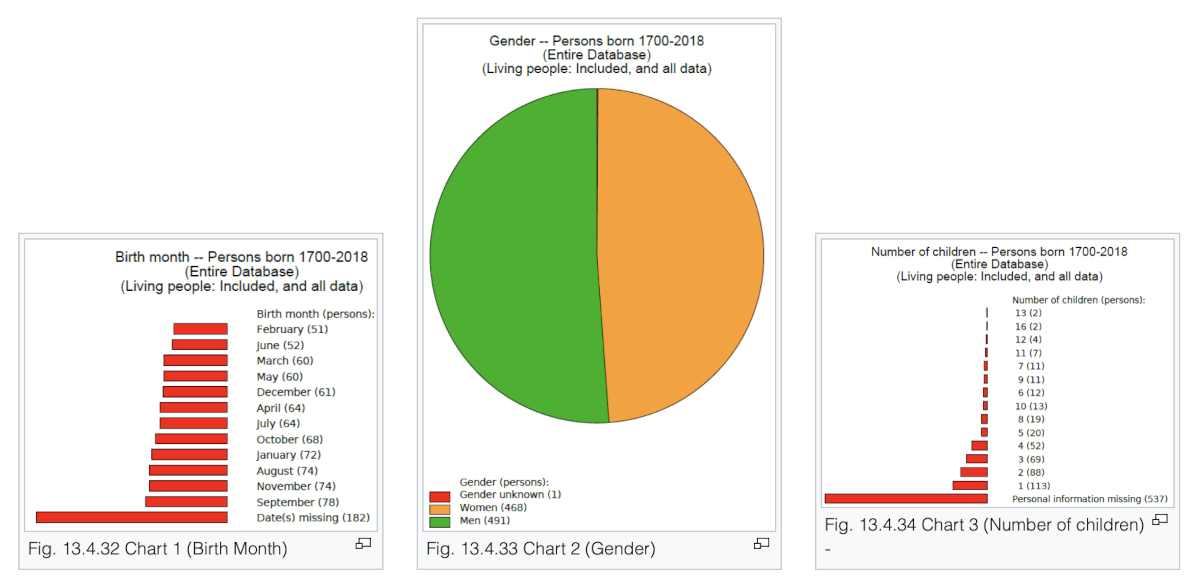 Birth month -- Persons born 1700-2018
(Entire Database)
(Living people: Included, and all data)
Birth month (persons):
February (51)
June (52)
March (60)
May (60)
December (61)
April (64)
July (64)
October (68)
January (72)
August (74)
November (74)
September (78)
Date(s) missing (182)
Fig. 13.4.32 Chart 1 (Birth Month)
Gender -- Persons born 1700-2018
(Entire Database)
(Living people: Included, and all data)
Gender (persons):
Gender unknown (1)
Women (468)
Men (491)
Fig. 13.4.33 Chart 2 (Gender)
Number of children -- Persons born 1700-2018
(Entire Database)
(Living people: Included, and all data)
Number of children (persons):
13 (2)
16 (2)
12 (4)
11 (7)
7 (11)
9 (11)
6 (12)
10 (13)
8 (19)
5 (20)
4 (52)
3 (69)
2 (88)
1 (113)
Personal information missing (537)
Fig. 13.4.34 Chart 3 (Number of children)
-